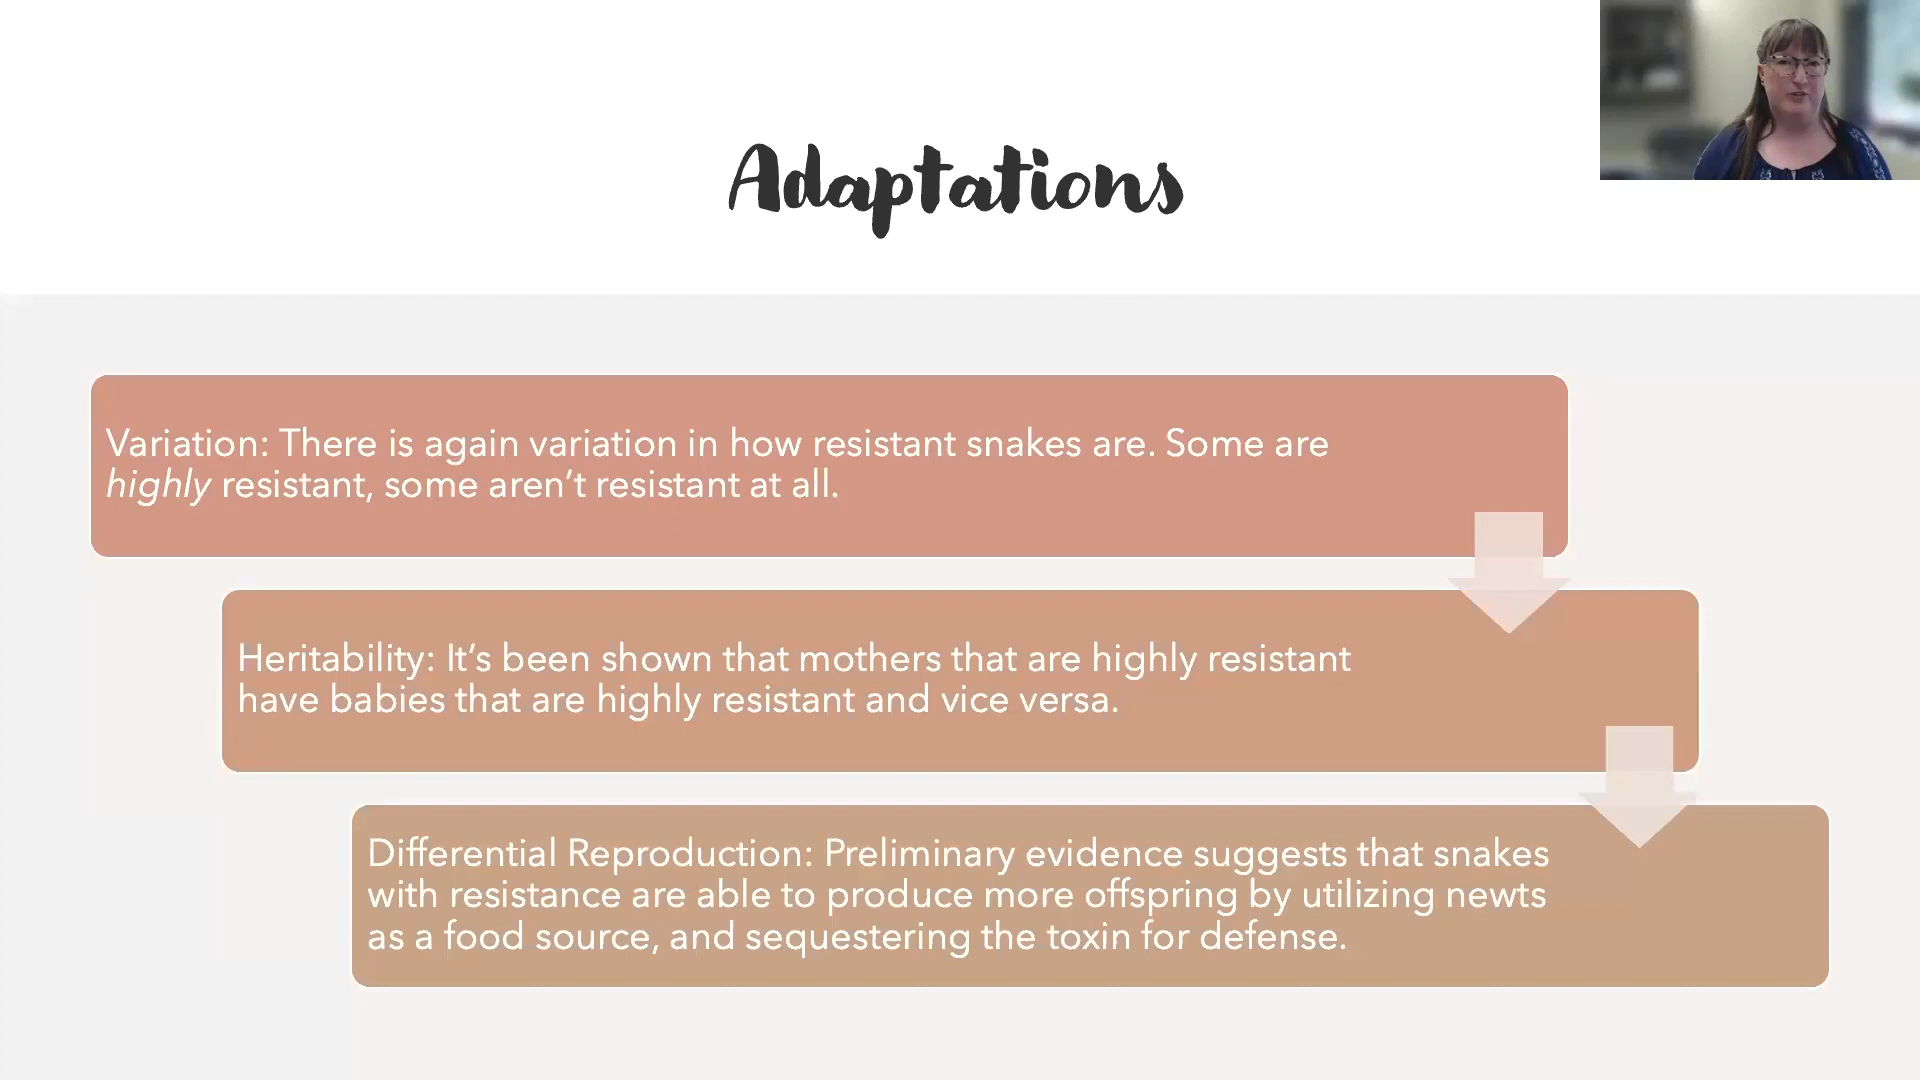 Adaptations
Variation: There is again variation in how resistant snakes are. Some are
highly resistant, some aren’t resistant at all.
Heritability: It’s been shown that mothers that are highly resistant
have babies that are highly resistant and vice versa.
Differential Reproduction: Preliminary evidence suggests that snakes
with resistance are able to produce more offspring by utilizing newts
as a food source, and sequestering the toxin for defense.